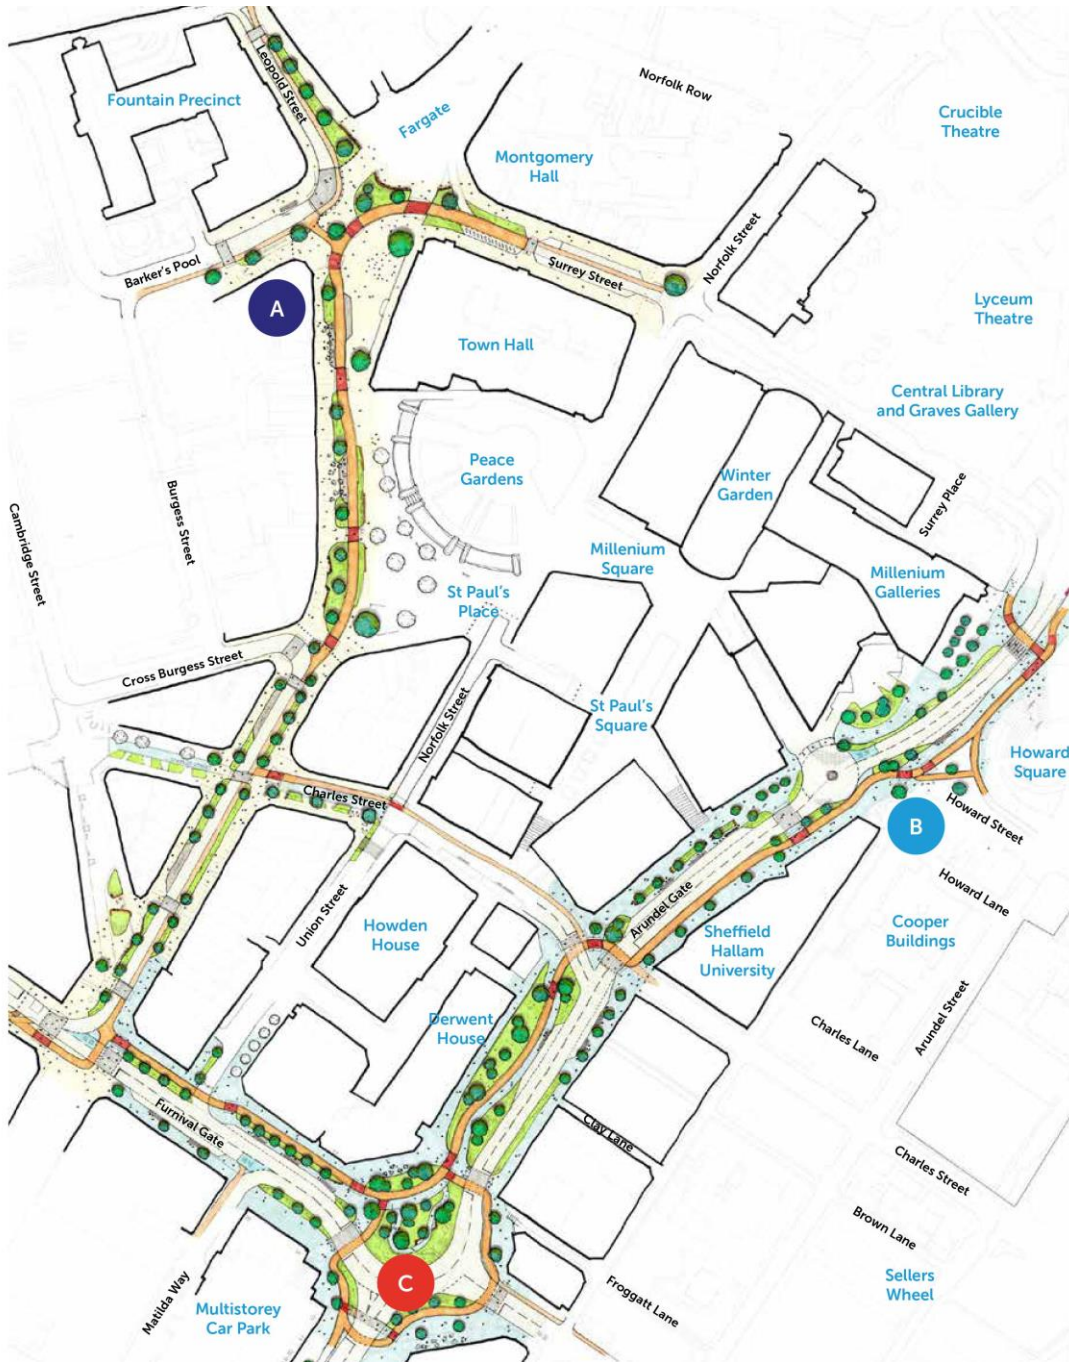 Leopold Street
Norfolk Row
Fountain Precinct
Fargate
Crucible
Theatre
Montgomery
Hall
Norfolk Street
Barker's Pool
Surrey Street
A
Lyceum
Theatre
Town Hall
Central Library
and Graves Gallery
Peace
Gardens
Winter
Garden
Surrey Place
Burgess Street
Cambridge Street
Millenium
Square
Millenium
Galleries
St Paul's
Place
Cross Burgess Street
Norfolk Street
St Paul's
Square
Howard
Square
Charles Street
Howard Street
B
Arundel Gate
Howard Lane
Union Street
Howden
House
Sheffield
Hallam
University
Cooper
Buildings
Derwent
House
Charles Lane
Arundel Street
Furnival Gate
Clay Lane
Charles Street
Brown Lane
C
Matilda Way
Multistorey
Car Park
Froggatt Lane
Sellers
Wheel